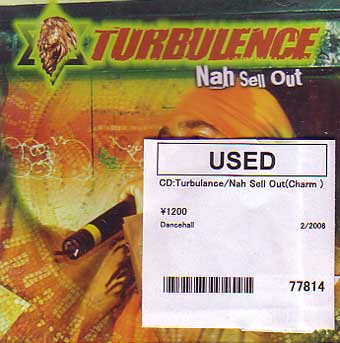 TURBULENCE
Nah Sell Out
USED
CD:Turbulance/Nah Sell Out(Charm )
¥1200
Dancehall 2/2006
77814